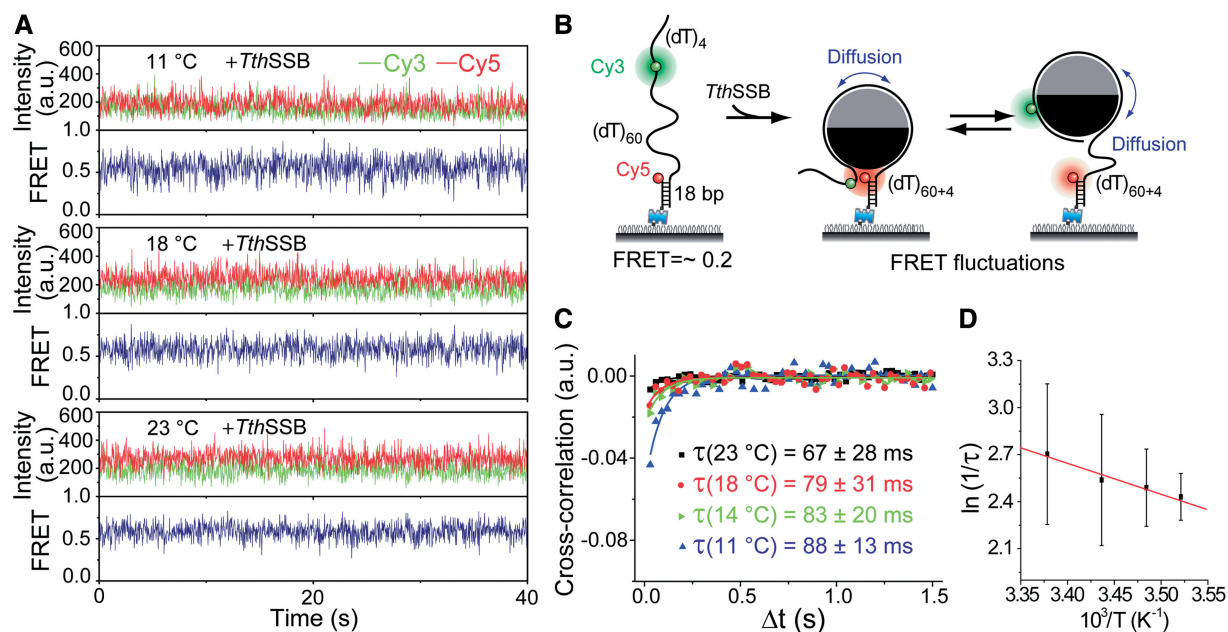 A
11 °C +TthSSB
Cy3 Cy5
Intensity (a.u.)
600
400
200
1.0
FRET
0.5
0.0
18 °C +TthSSB
Intensity (a.u.)
600
400
200
1.0
FRET
0.5
0.0
23 °C +TthSSB
Intensity (a.u.)
600
400
200
1.0
FRET
0.5
0.0
0 20 40
Time (s)
B
(dT)4
Cy3
(dT)60
Cy5
18 bp
FRET=~ 0.2
TthSSB
Diffusion
(dT)60+4
Diffusion
(dT)60+4
FRET fluctuations
C
Cross-correlation (a.u.)
0.00
-0.04
-0.08
τ(23 °C) = 67 ± 28 ms
τ(18 °C) = 79 ± 31 ms
τ(14 °C) = 83 ± 20 ms
τ(11 °C) = 88 ± 13 ms
0.0 0.5 1.0 1.5
Δt (s)
D
ln (1/τ)
3.3
3.0
2.7
2.4
2.1
3.35 3.40 3.45 3.50 3.55
10³/T (K⁻¹)